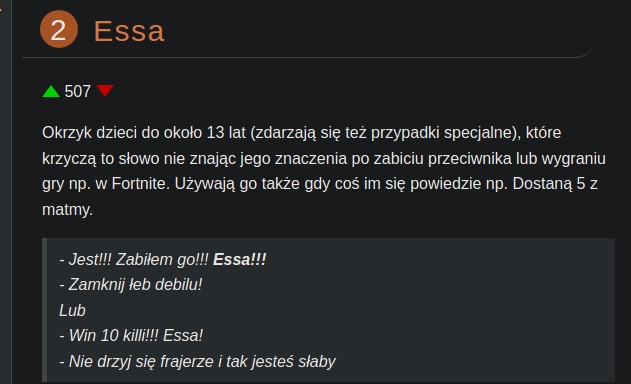 2 Essa
507
Okrzyk dzieci do około 13 lat (zdarzają się też przypadki specjalne), które
krzyczą to słowo nie znając jego znaczenia po zabiciu przeciwnika lub wygraniu
gry np. w Fortnite. Używają go także gdy coś im się powiedzie np. Dostaną 5 z
matmy.
- Jest!!! Zabiłem go!!! Essa!!!
- Zamknij łeb debilu!
Lub
- Win 10 killi!!! Essa!
- Nie drzyj się frajerze i tak jesteś słaby